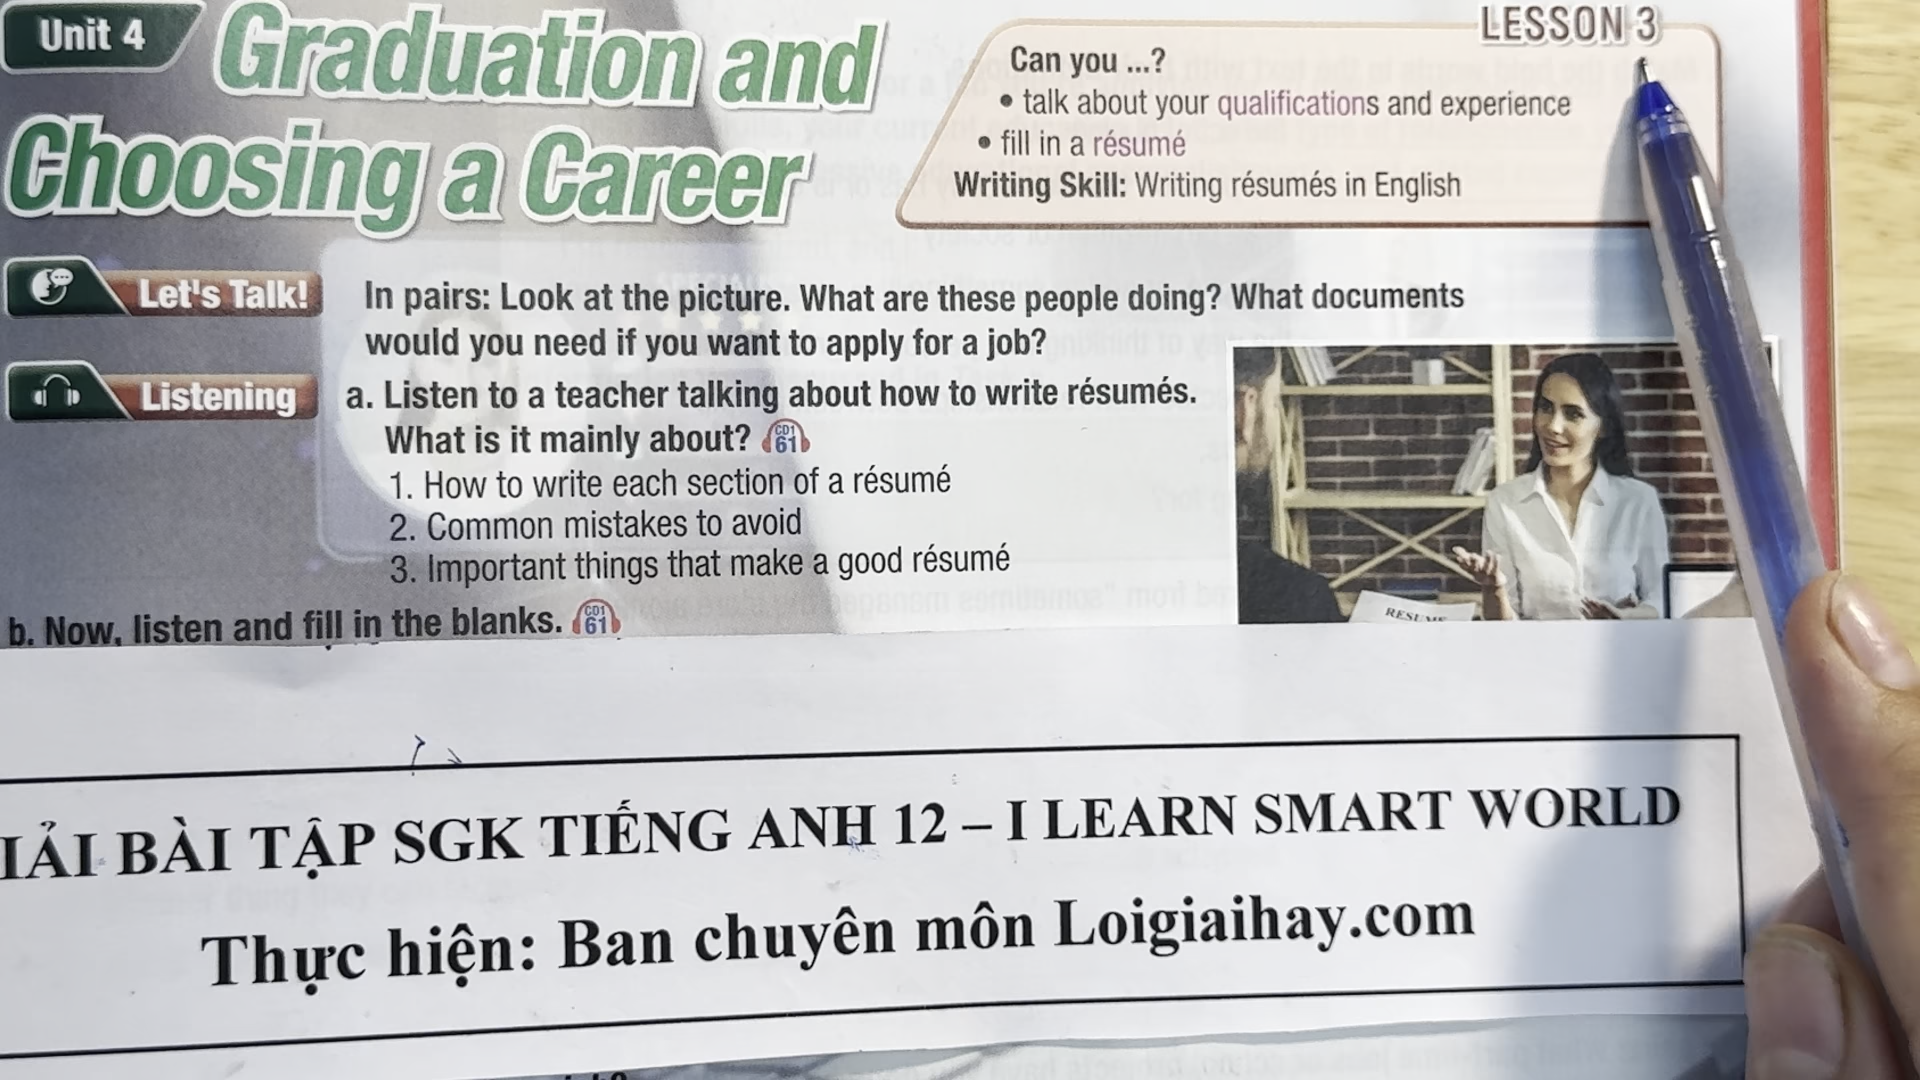 Unit 4
Graduation and
Choosing a Career
LESSON 3
Can you ...?
• talk about your qualifications and experience
• fill in a résumé
Writing Skill: Writing résumés in English
Let's Talk!
In pairs: Look at the picture. What are these people doing? What documents
would you need if you want to apply for a job?
Listening
a. Listen to a teacher talking about how to write résumés.
What is it mainly about? CD1 61
1. How to write each section of a résumé
2. Common mistakes to avoid
3. Important things that make a good résumé
RESUME
b. Now, listen and fill in the blanks. CD1 61
IẢI BÀI TẬP SGK TIẾNG ANH 12 – I LEARN SMART WORLD
Thực hiện: Ban chuyên môn Loigiaihay.com